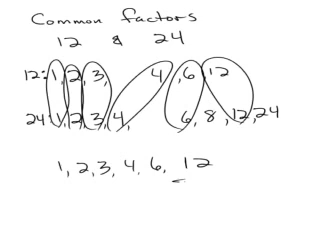 Common factors
12 & 24
12: 1, 2, 3, 4, 6, 12
24: 1, 2, 3, 4, 6, 8, 12, 24
1, 2, 3, 4, 6, 12